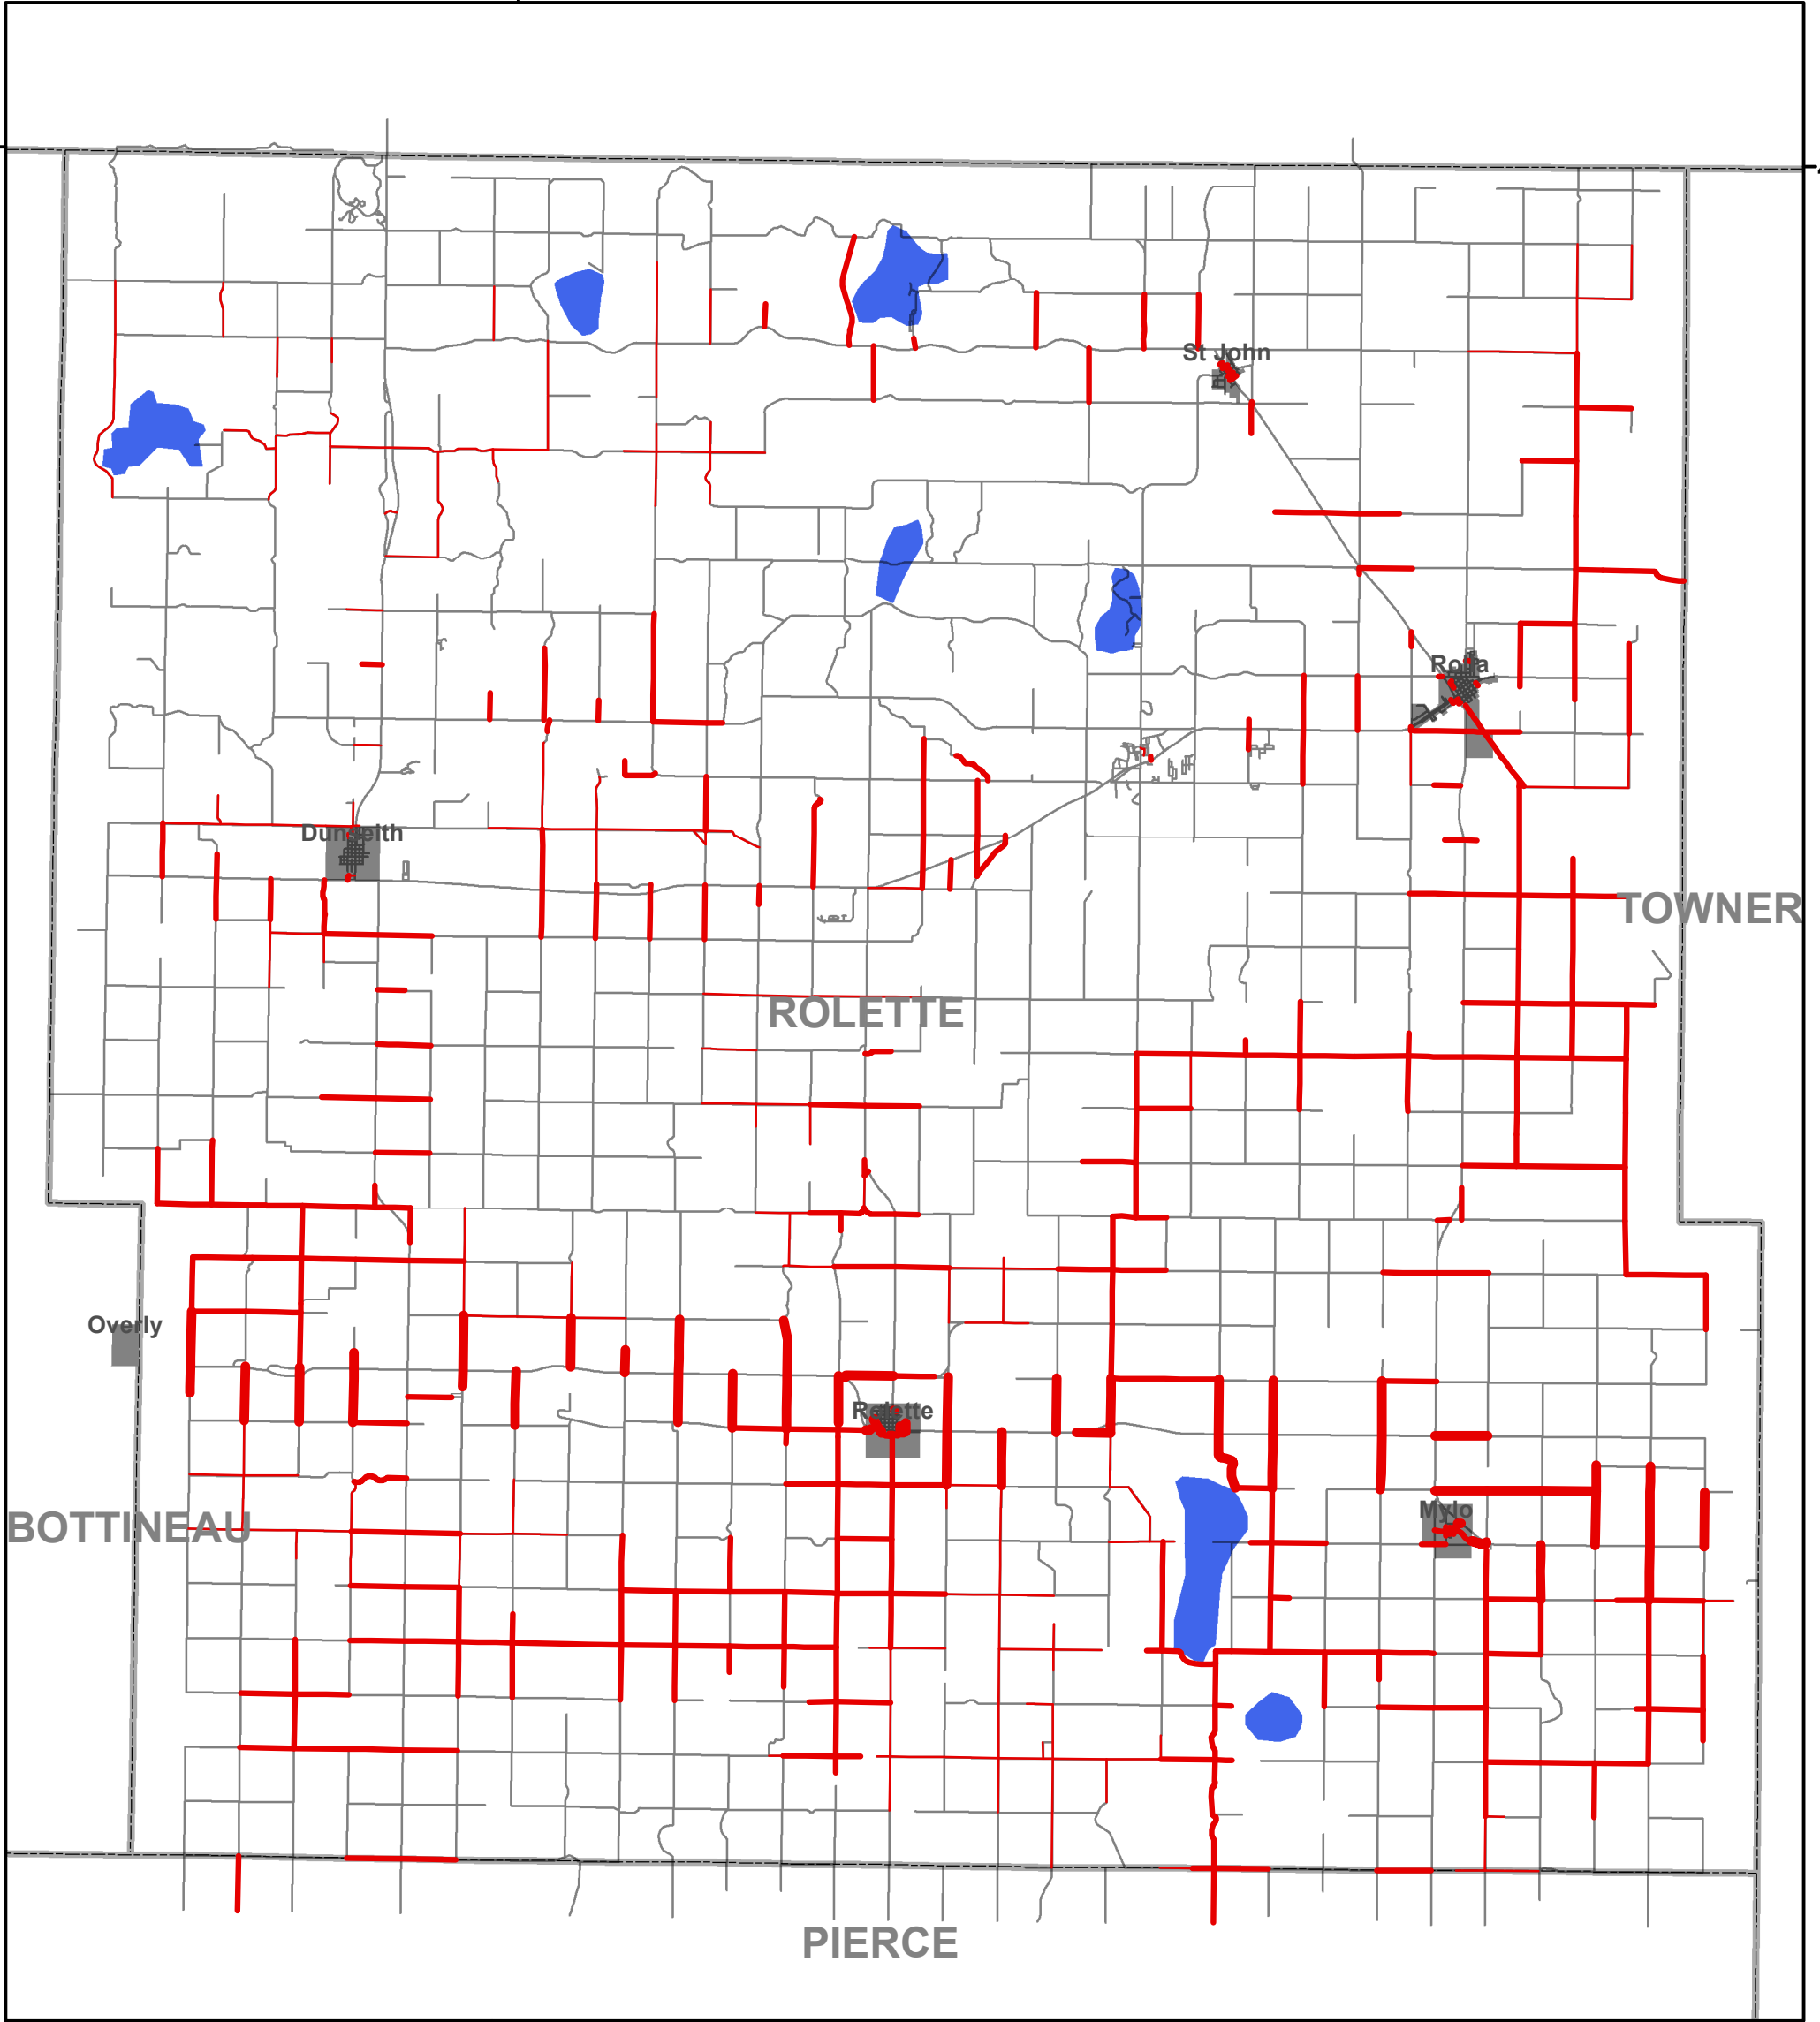 St John
Rolla
Dunseith
TOWNER
ROLETTE
Overly
Rolette
BOTTINEAU
Mylo
PIERCE